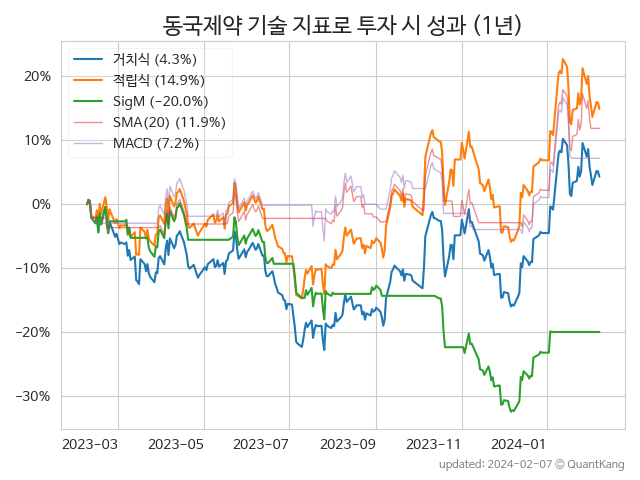 동국제약 기술 지표로 투자 시 성과 (1년)
거치식 (4.3%)
적립식 (14.9%)
SigM (−20.0%)
SMA(20) (11.9%)
MACD (7.2%)
20%
10%
0%
−10%
−20%
−30%
2023-03 2023-05 2023-07 2023-09 2023-11 2024-01
updated: 2024-02-07 © QuantKang